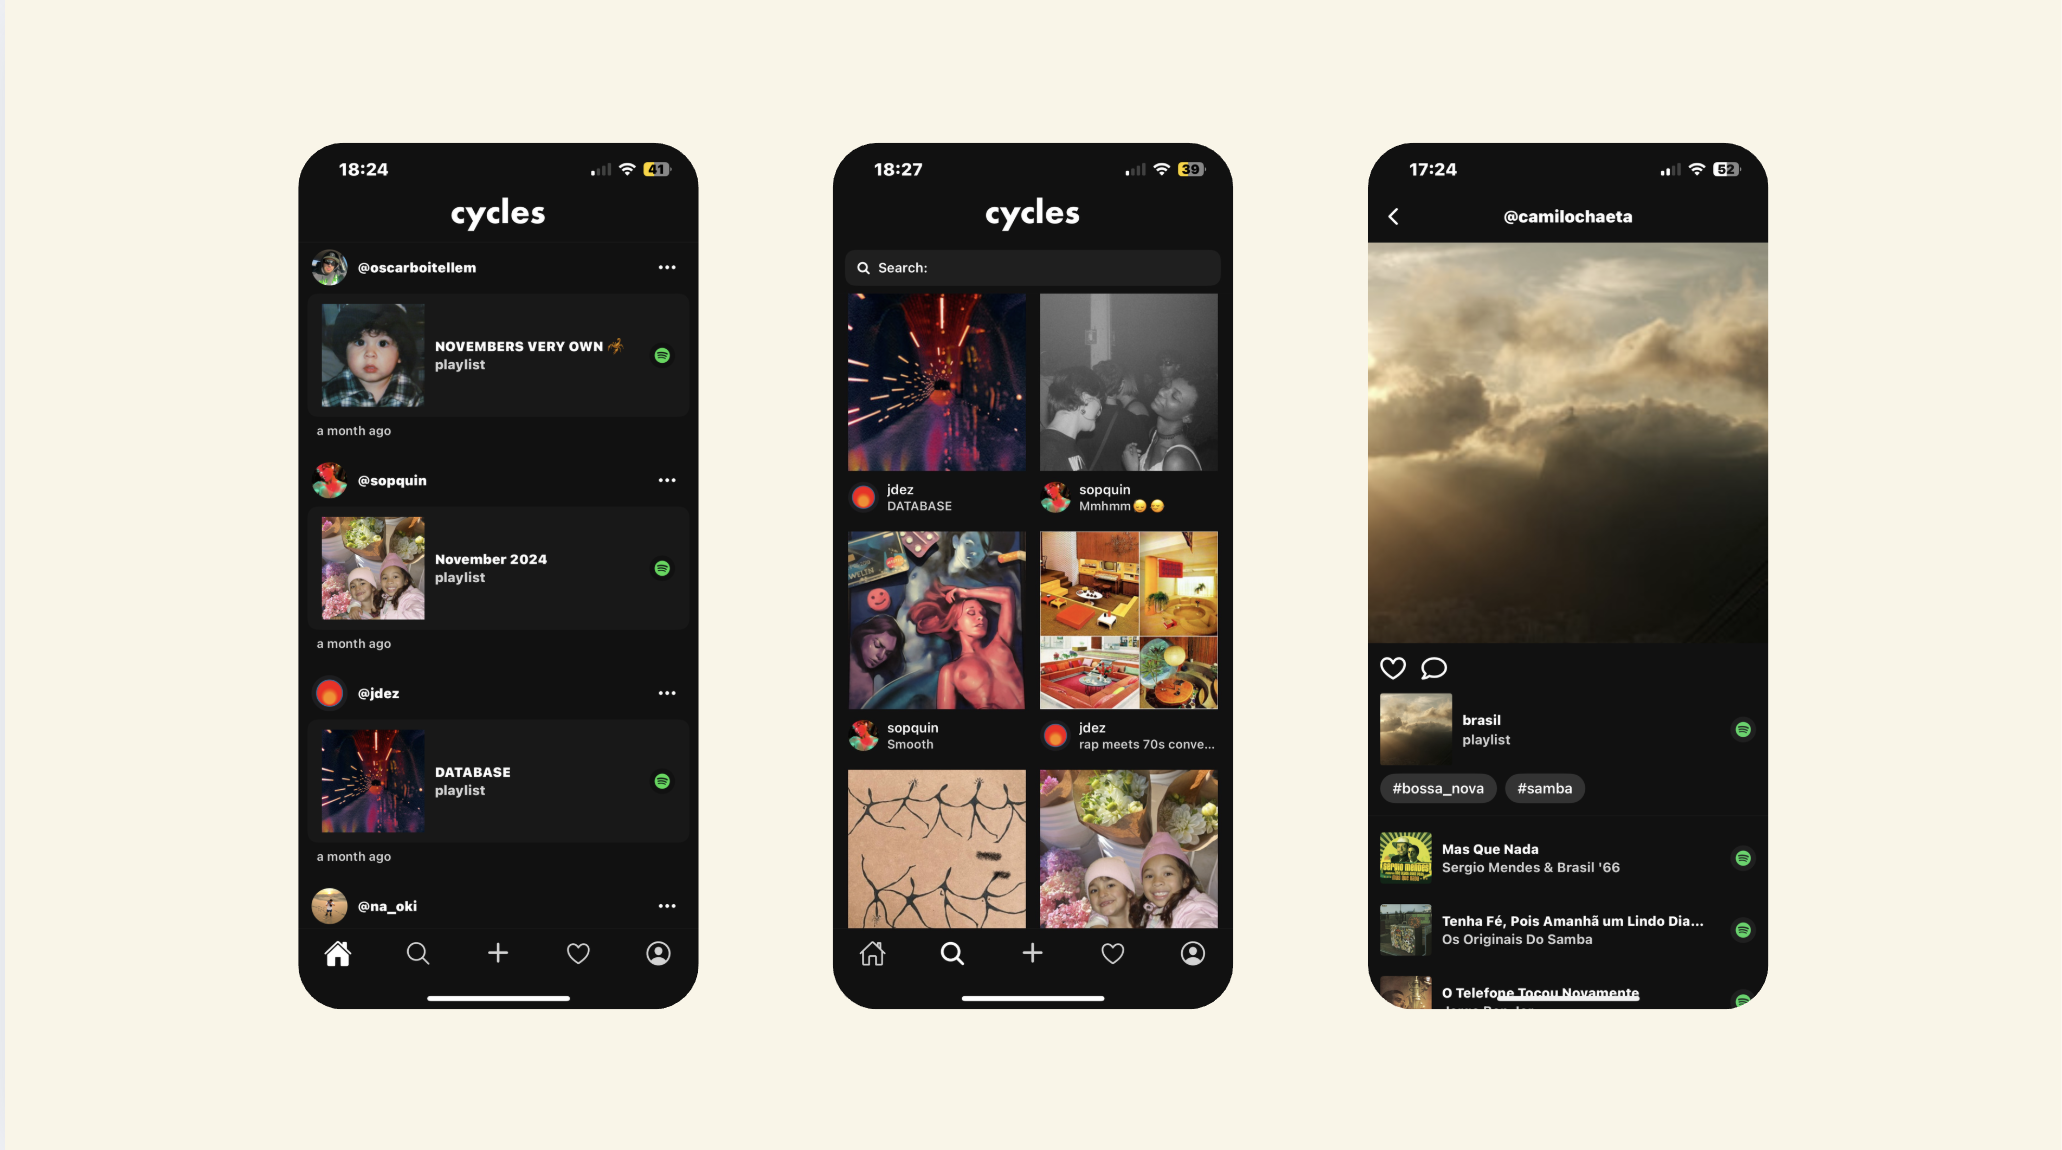 18:24
41
cycles
@oscarboitellem
NOVEMBERS VERY OWN 🦂
playlist
a month ago
@sopquin
November 2024
playlist
a month ago
@jdez
DATABASE
playlist
a month ago
@na_oki
18:27
39
cycles
Search:
jdez
DATABASE
sopquin
Mmhmm😊😊
sopquin
Smooth
jdez
rap meets 70s conve...
17:24
52
@camilochaeta
brasil
playlist
#bossa_nova
#samba
Mas Que Nada
Sergio Mendes & Brasil '66
Tenha Fé, Pois Amanhã um Lindo Dia...
Os Originais Do Samba
O Telefone Tocou Novamente